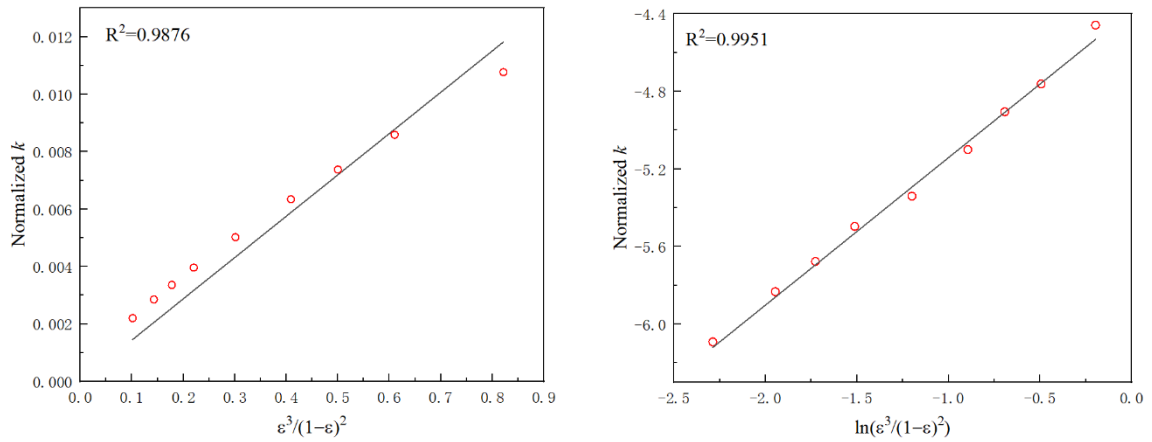 R²=0.9876
Normalized k
0.012
0.010
0.008
0.006
0.004
0.002
0.000
0.0 0.1 0.2 0.3 0.4 0.5 0.6 0.7 0.8 0.9
ε³/(1−ε)²
R²=0.9951
Normalized k
-4.4
-4.8
-5.2
-5.6
-6.0
-2.5 -2.0 -1.5 -1.0 -0.5 0.0
ln(ε³/(1−ε)²)